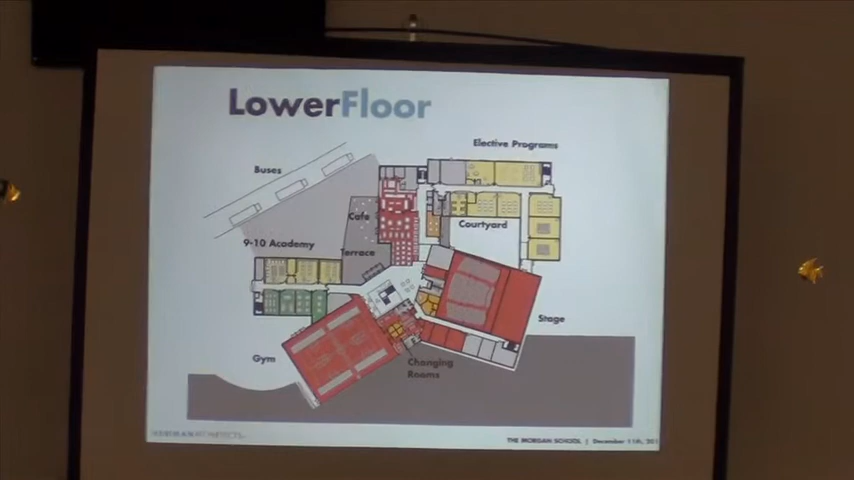 LowerFloor
Elective Programs
Buses
Cafe
Courtyard
9-10 Academy
Terrace
Stage
Gym
Changing
Rooms
THE MORGAN SCHOOL | December 11th, 201